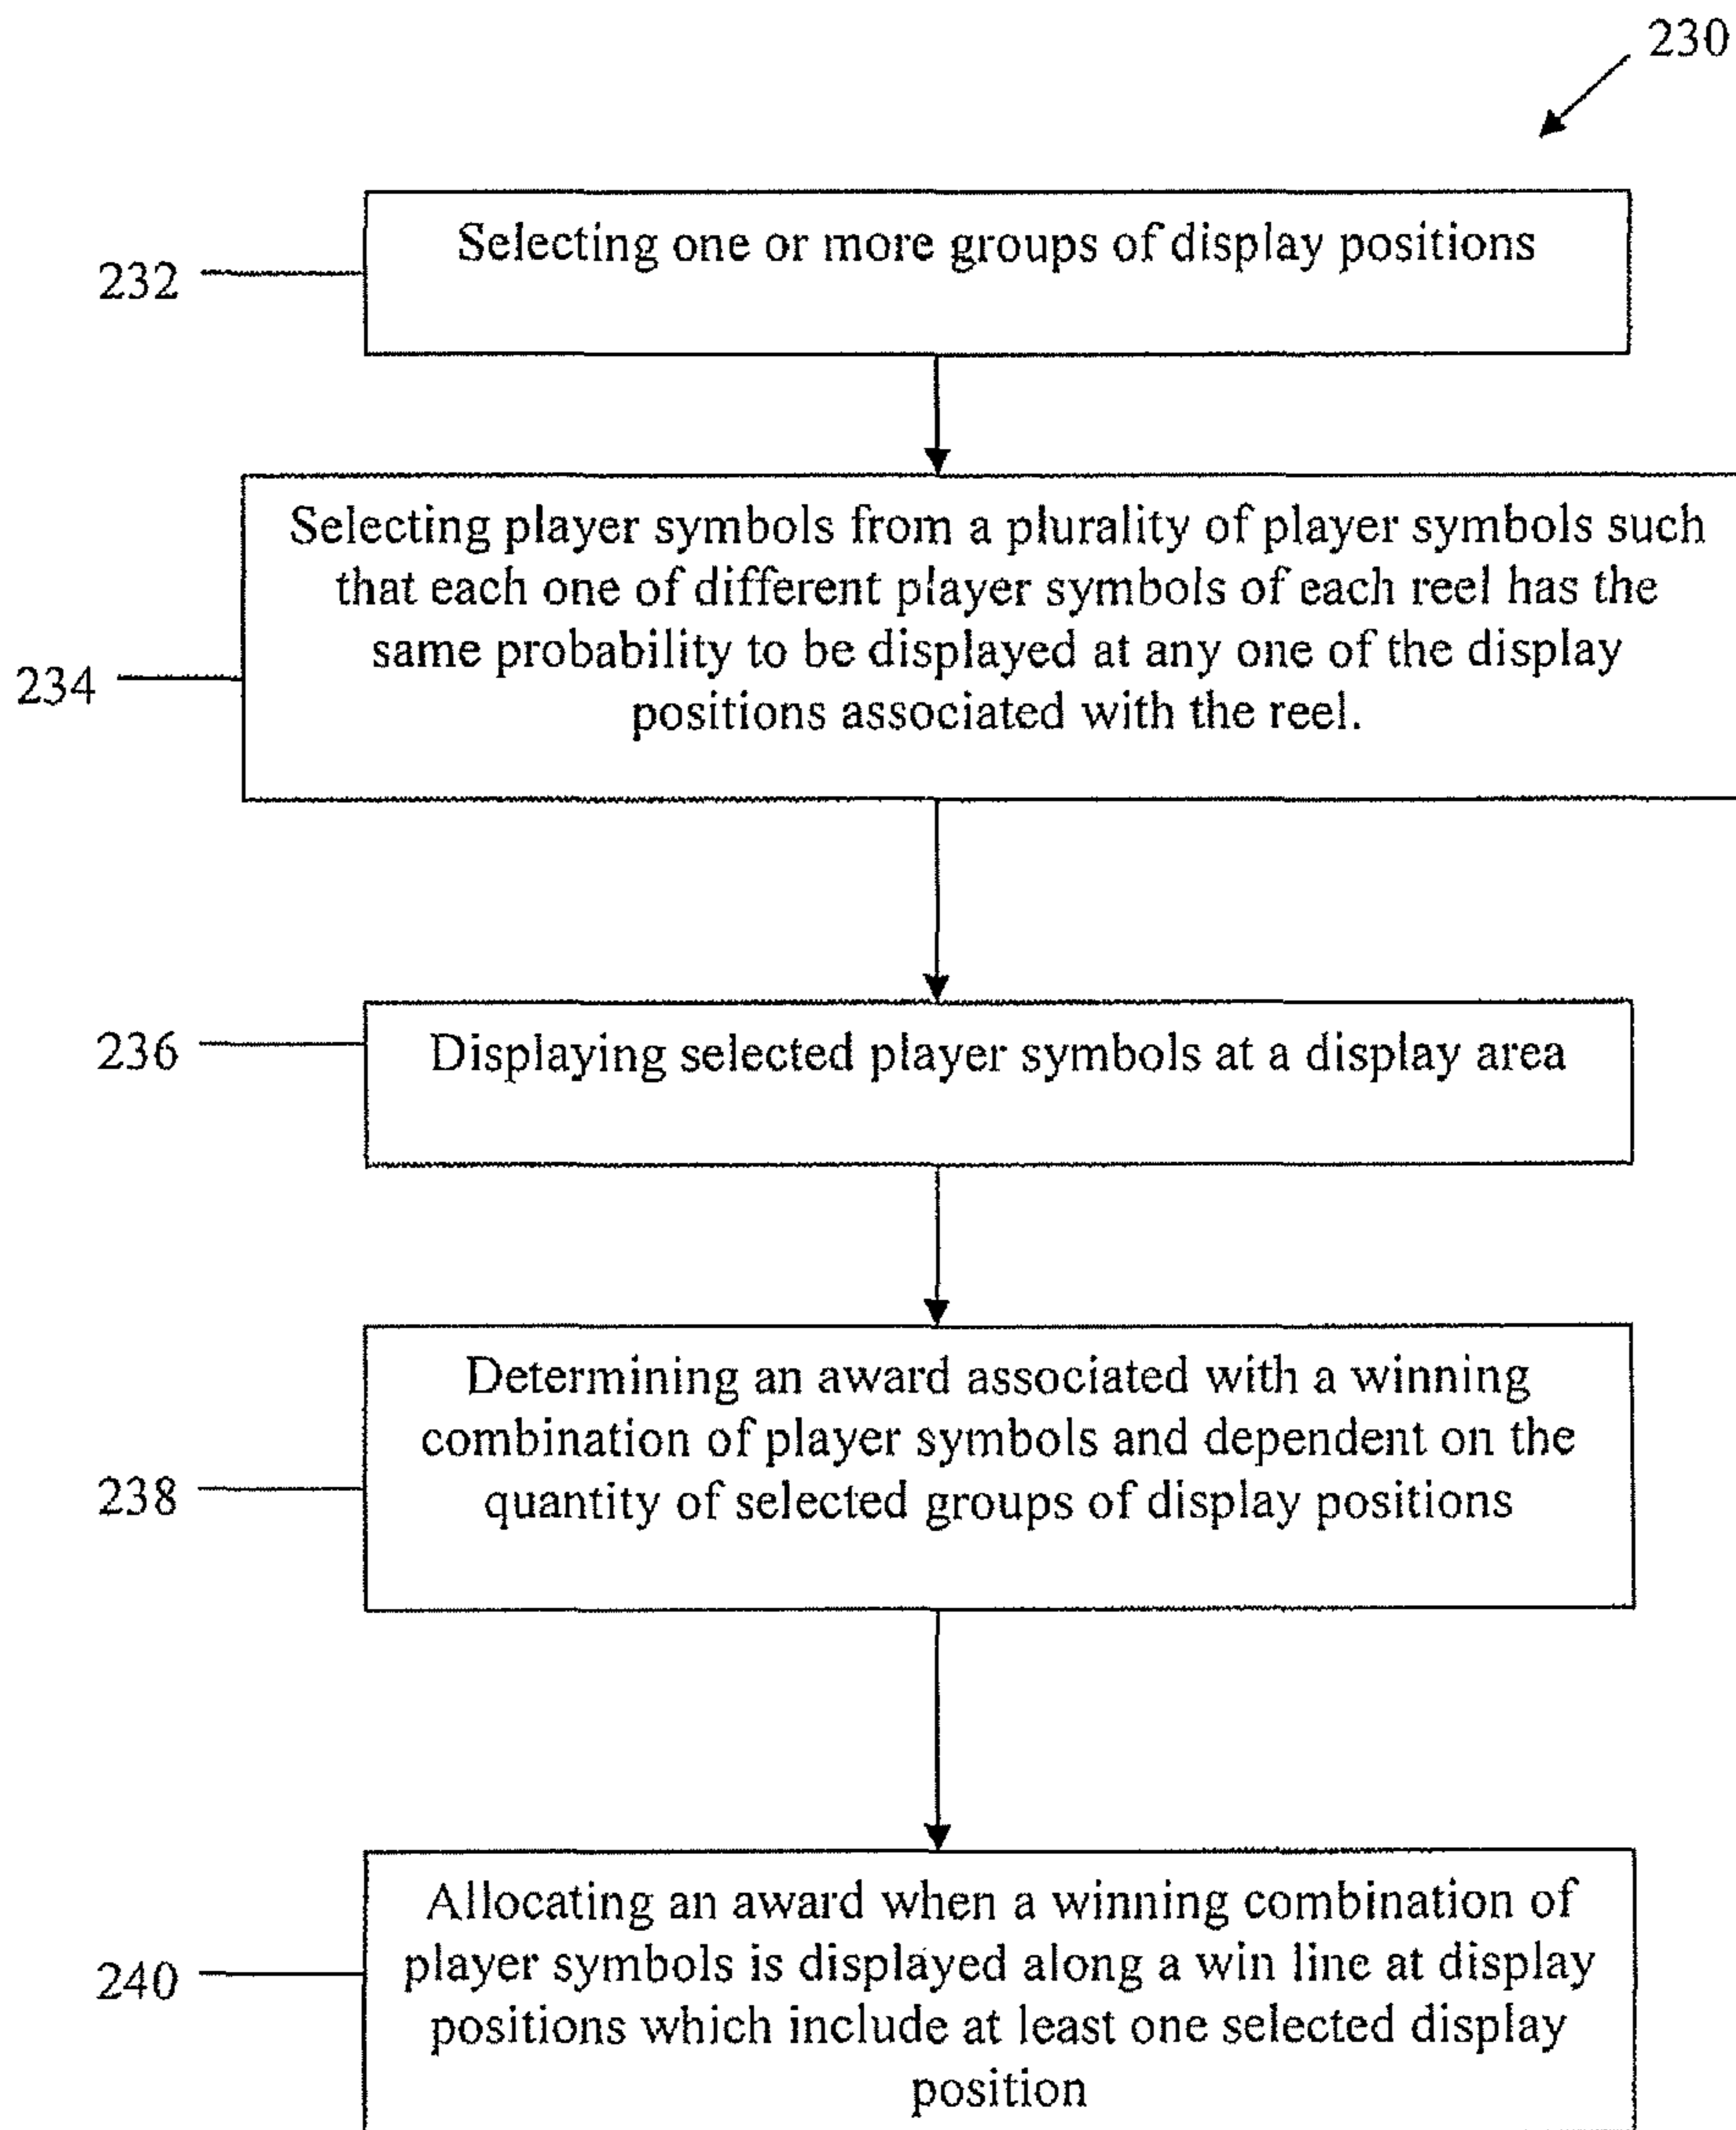 230
232
Selecting one or more groups of display positions
234
Selecting player symbols from a plurality of player symbols such
that each one of different player symbols of each reel has the
same probability to be displayed at any one of the display
positions associated with the reel.
236
Displaying selected player symbols at a display area
238
Determining an award associated with a winning
combination of player symbols and dependent on the
quantity of selected groups of display positions
240
Allocating an award when a winning combination of
player symbols is displayed along a win line at display
positions which include at least one selected display
position